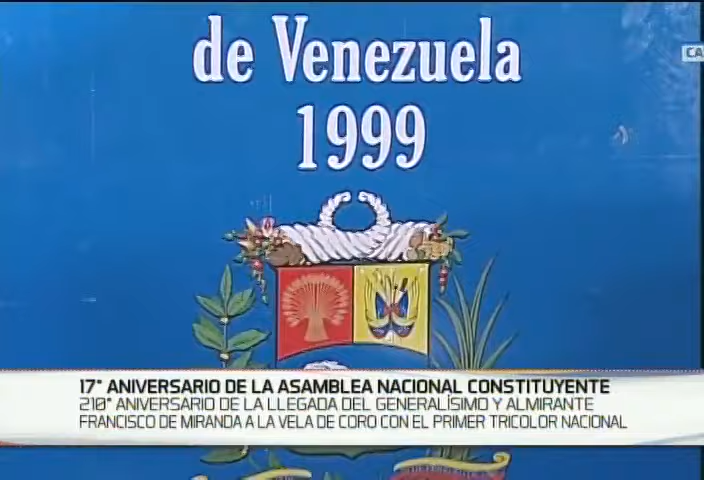 de Venezuela
CA
1999
17° ANIVERSARIO DE LA ASAMBLEA NACIONAL CONSTITUYENTE
210° ANIVERSARIO DE LA LLEGADA DEL GENERALÍSIMO Y ALMIRANTE
FRANCISCO DE MIRANDA A LA VELA DE CORO CON EL PRIMER TRICOLOR NACIONAL